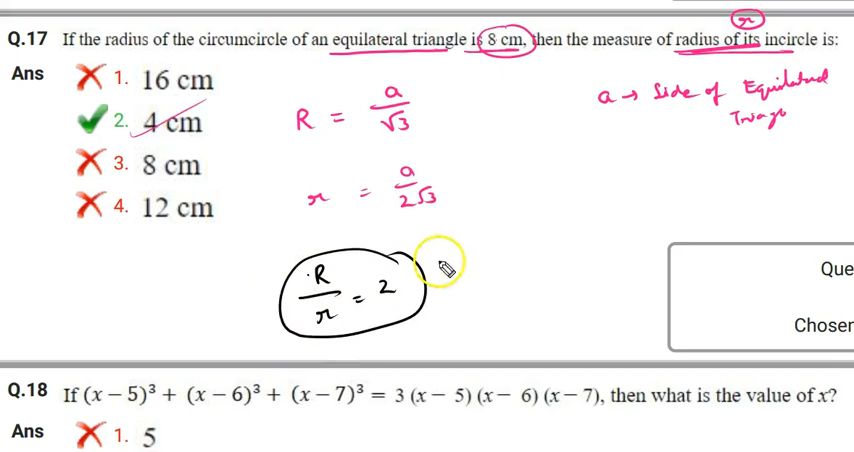 Q.17 If the radius of the circumcircle of an equilateral triangle is 8 cm, then the measure of radius of its incircle is:
r
Ans 1. 16 cm
2. 4 cm
3. 8 cm
4. 12 cm
R = a/√3
a → Side of Equilateral
Triangle
r = a/2√3
R/r = 2
Que
Chosen
Q.18 If (x − 5)³ + (x − 6)³ + (x − 7)³ = 3 (x − 5) (x − 6) (x − 7), then what is the value of x?
Ans 1. 5